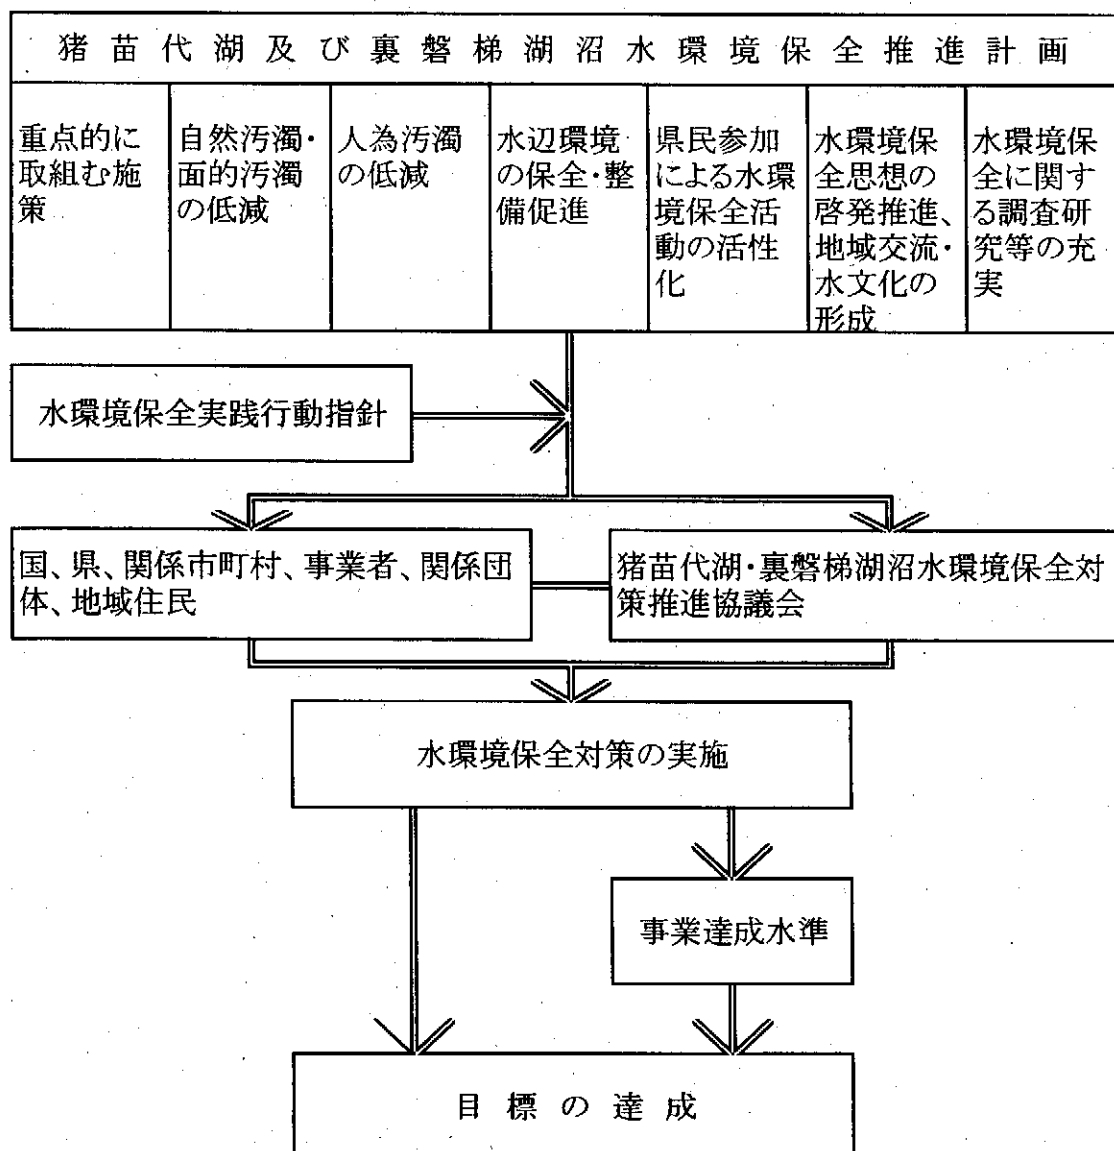 猪苗代湖及び裏磐梯湖沼水環境保全推進計画
重点的に
取組む施
策
自然汚濁・
面的汚濁
の低減
人為汚濁
の低減
水辺環境
の保全・整
備促進
県民参加
による水環
境保全活
動の活性
化
水環境保
全思想の
啓発推進、
地域交流・
水文化の
形成
水環境保
全に関す
る調査研
究等の充
実
水環境保全実践行動指針
国、県、関係市町村、事業者、関係団
体、地域住民
猪苗代湖・裏磐梯湖沼水環境保全対
策推進協議会
水環境保全対策の実施
事業達成水準
目標の達成